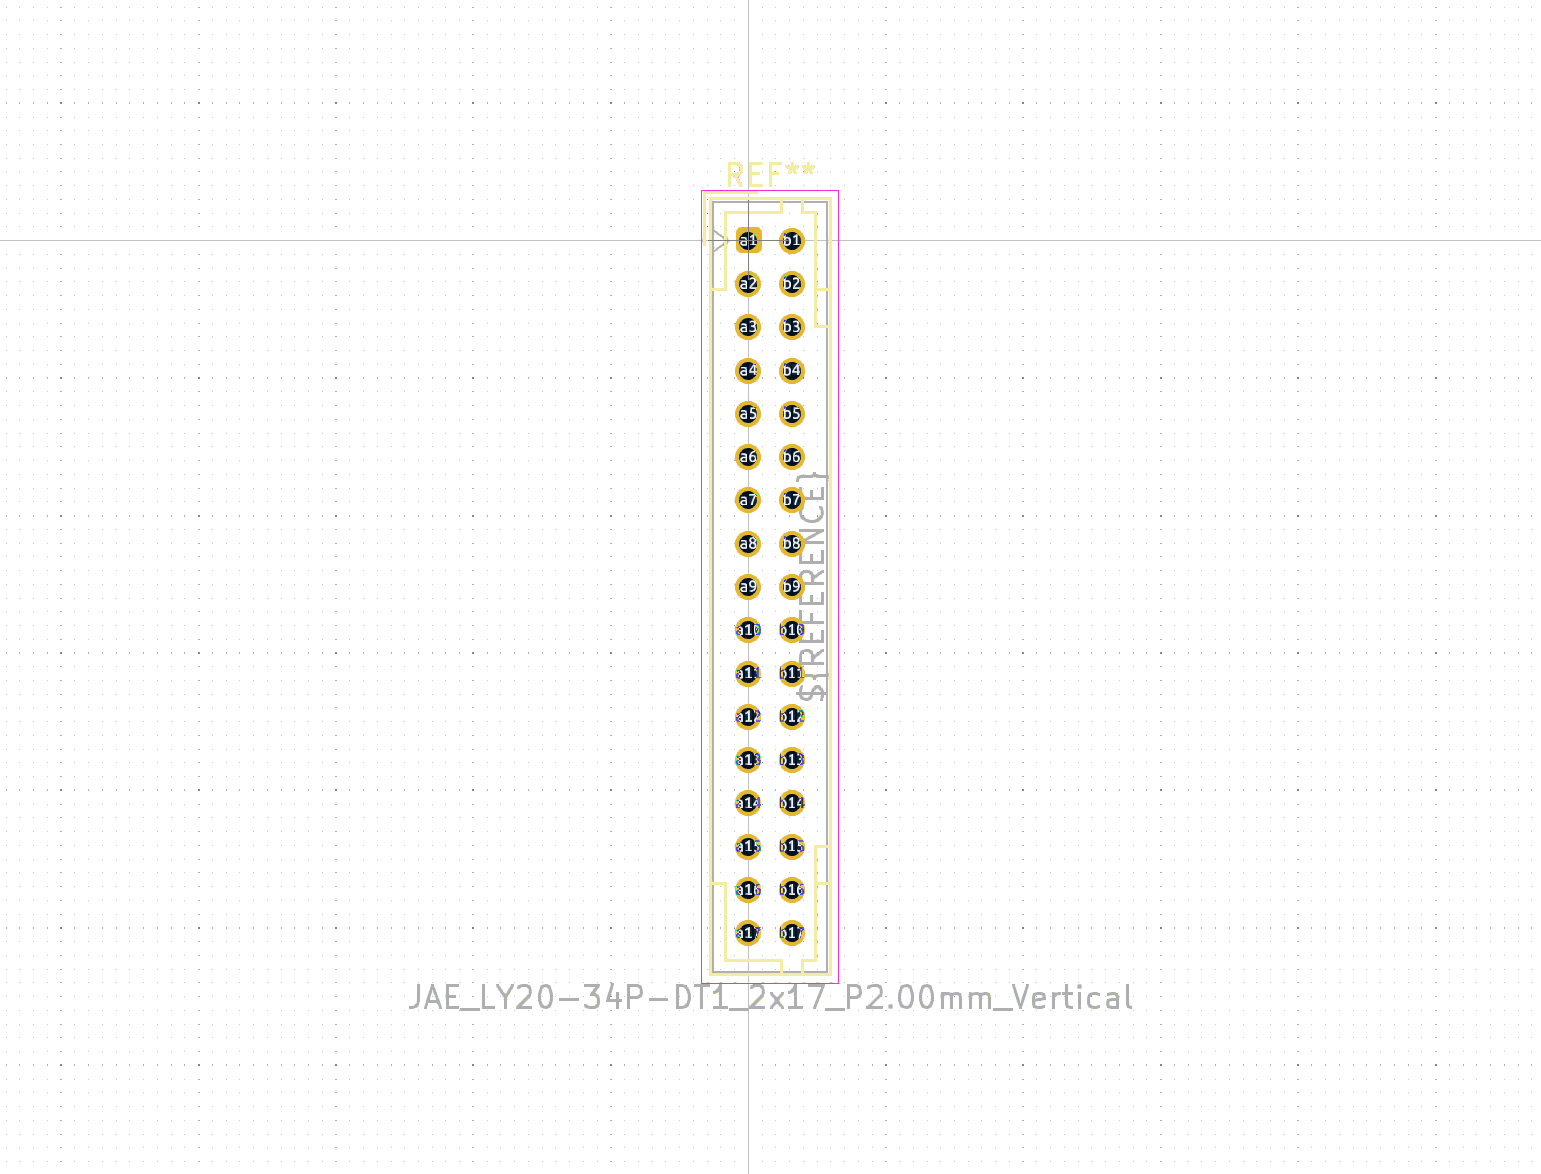 REF**
a1 b1
a2 b2
a3 b3
a4 b4
a5 b5
a6 b6
a7 b7
a8 b8
a9 b9
a10 b10
a11 b11
a12 b12
a13 b13
a14 b14
a15 b15
a16 b16
a17 b17
${REFERENCE}
JAE_LY20-34P-DT1_2x17_P2.00mm_Vertical